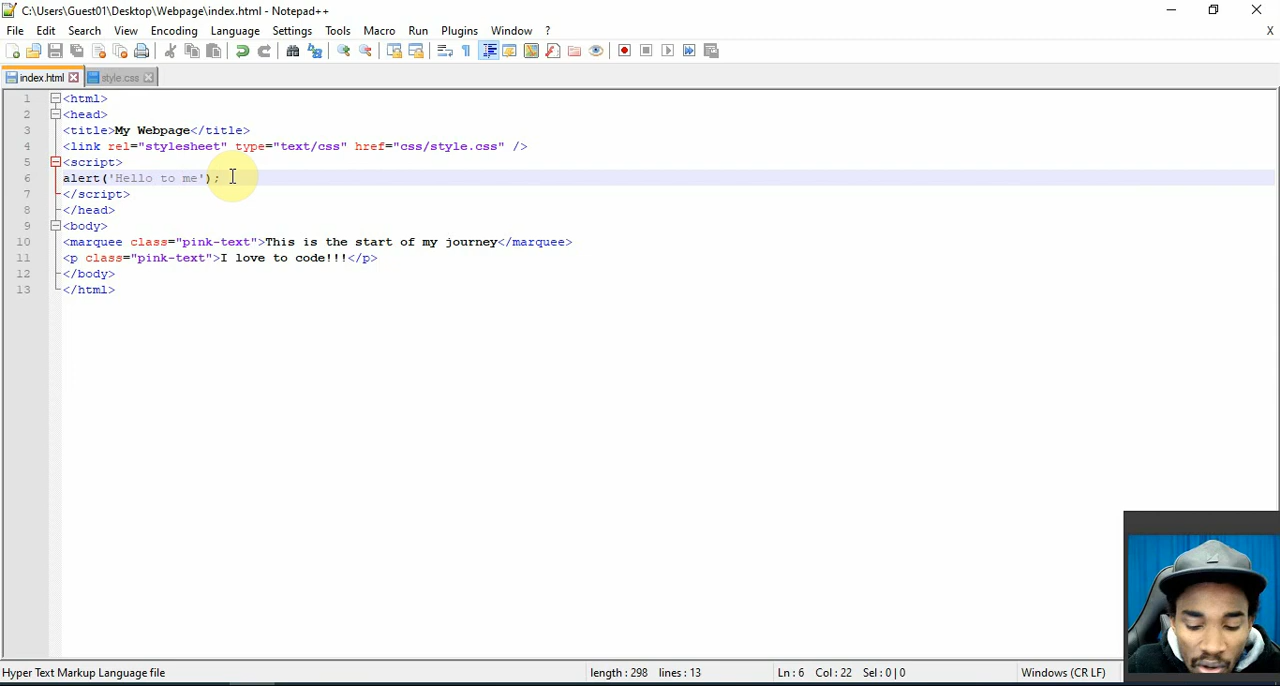 C:\Users\Guest01\Desktop\Webpage\index.html - Notepad++
File Edit Search View Encoding Language Settings Tools Macro Run Plugins Window ? X
index.html style.css
1 <html>
2 <head>
3 <title>My Webpage</title>
4 <link rel="stylesheet" type="text/css" href="css/style.css" />
5 <script>
6 alert('Hello to me');
7 </script>
8 </head>
9 <body>
10 <marquee class="pink-text">This is the start of my journey</marquee>
11 <p class="pink-text">I love to code!!!</p>
12 </body>
13 </html>
Hyper Text Markup Language file length : 298 lines : 13 Ln : 6 Col : 22 Sel : 0 | 0 Windows (CR LF)